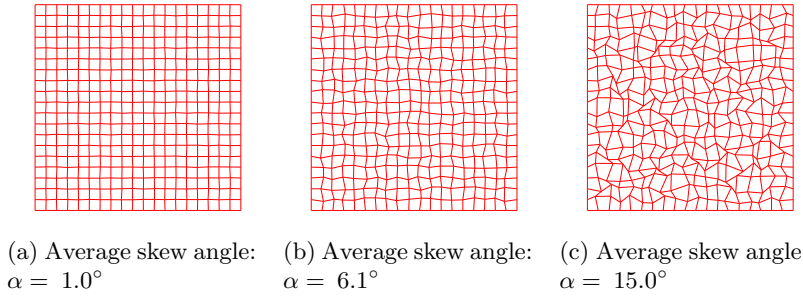 (a) Average skew angle:
α = 1.0°
(b) Average skew angle:
α = 6.1°
(c) Average skew angle
α = 15.0°